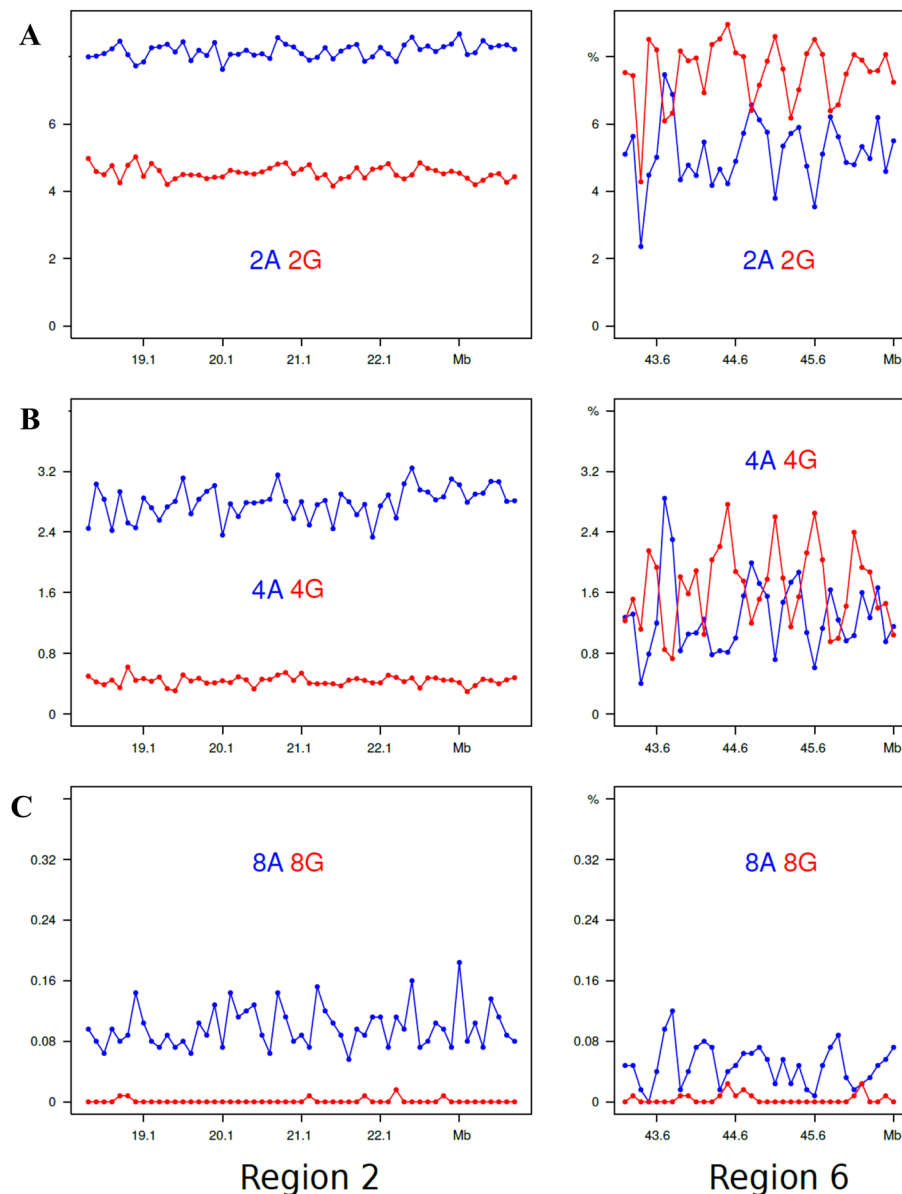 A
6
4
2
0
2A 2G
19.1 20.1 21.1 22.1 Mb
%
6
4
2
0
2A 2G
43.6 44.6 45.6 Mb
B
3.2
2.4
1.6
0.8
0
4A 4G
19.1 20.1 21.1 22.1 Mb
%
3.2
2.4
1.6
0.8
0
4A 4G
43.6 44.6 45.6 Mb
C
0.32
0.24
0.16
0.08
0
8A 8G
19.1 20.1 21.1 22.1 Mb
%
0.32
0.24
0.16
0.08
0
8A 8G
43.6 44.6 45.6 Mb
Region 2
Region 6